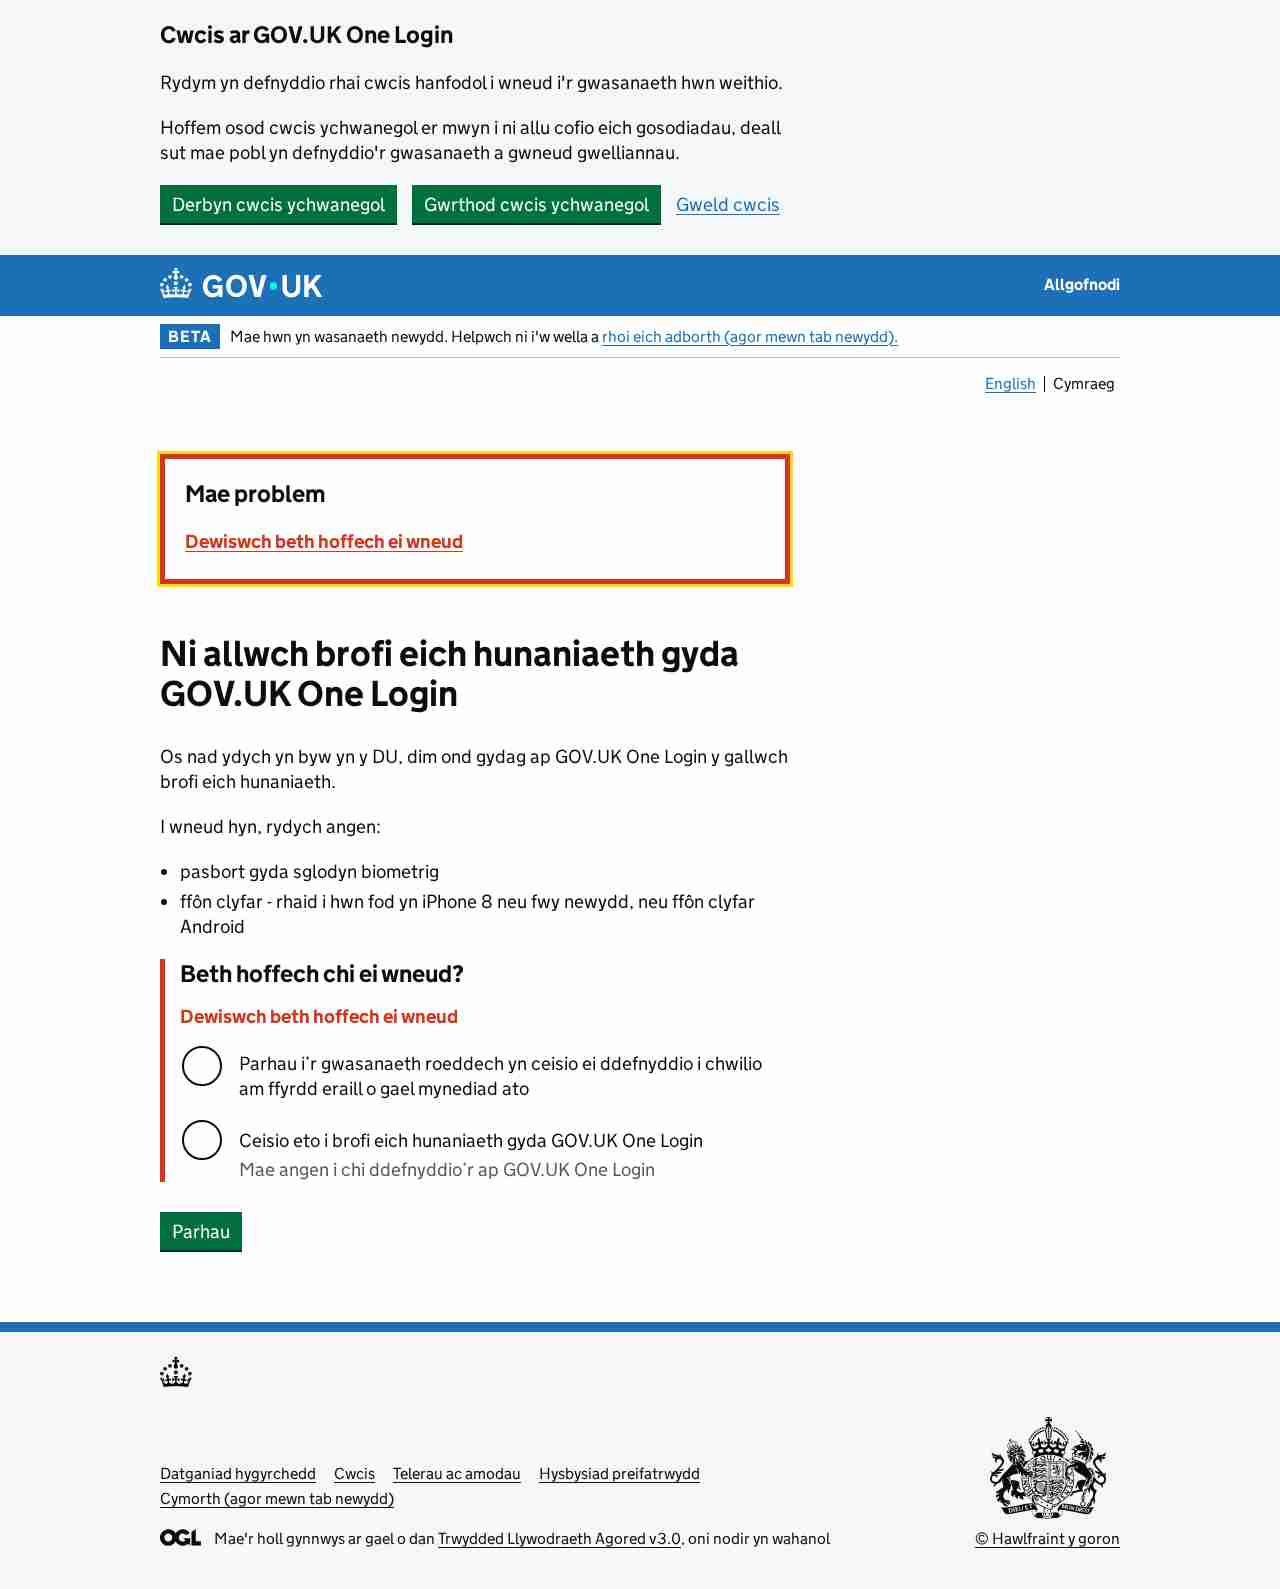 Cwcis ar GOV.UK One Login
Rydym yn defnyddio rhai cwcis hanfodol i wneud i'r gwasanaeth hwn weithio.
Hoffem osod cwcis ychwanegol er mwyn i ni allu cofio eich gosodiadau, deall
sut mae pobl yn defnyddio'r gwasanaeth a gwneud gwelliannau.
Derbyn cwcis ychwanegol Gwrthod cwcis ychwanegol Gweld cwcis
GOV·UK Allgofnodi
BETA Mae hwn yn wasanaeth newydd. Helpwch ni i'w wella a rhoi eich adborth (agor mewn tab newydd).
English Cymraeg
Mae problem
Dewiswch beth hoffech ei wneud
Ni allwch brofi eich hunaniaeth gyda
GOV.UK One Login
Os nad ydych yn byw yn y DU, dim ond gydag ap GOV.UK One Login y gallwch
brofi eich hunaniaeth.
I wneud hyn, rydych angen:
• pasbort gyda sglodyn biometrig
• ffôn clyfar - rhaid i hwn fod yn iPhone 8 neu fwy newydd, neu ffôn clyfar
Android
Beth hoffech chi ei wneud?
Dewiswch beth hoffech ei wneud
Parhau i’r gwasanaeth roeddech yn ceisio ei ddefnyddio i chwilio
am ffyrdd eraill o gael mynediad ato
Ceisio eto i brofi eich hunaniaeth gyda GOV.UK One Login
Mae angen i chi ddefnyddio’r ap GOV.UK One Login
Parhau
Datganiad hygyrchedd Cwcis Telerau ac amodau Hysbysiad preifatrwydd
Cymorth (agor mewn tab newydd)
OGL Mae'r holl gynnwys ar gael o dan Trwydded Llywodraeth Agored v3.0, oni nodir yn wahanol
© Hawlfraint y goron